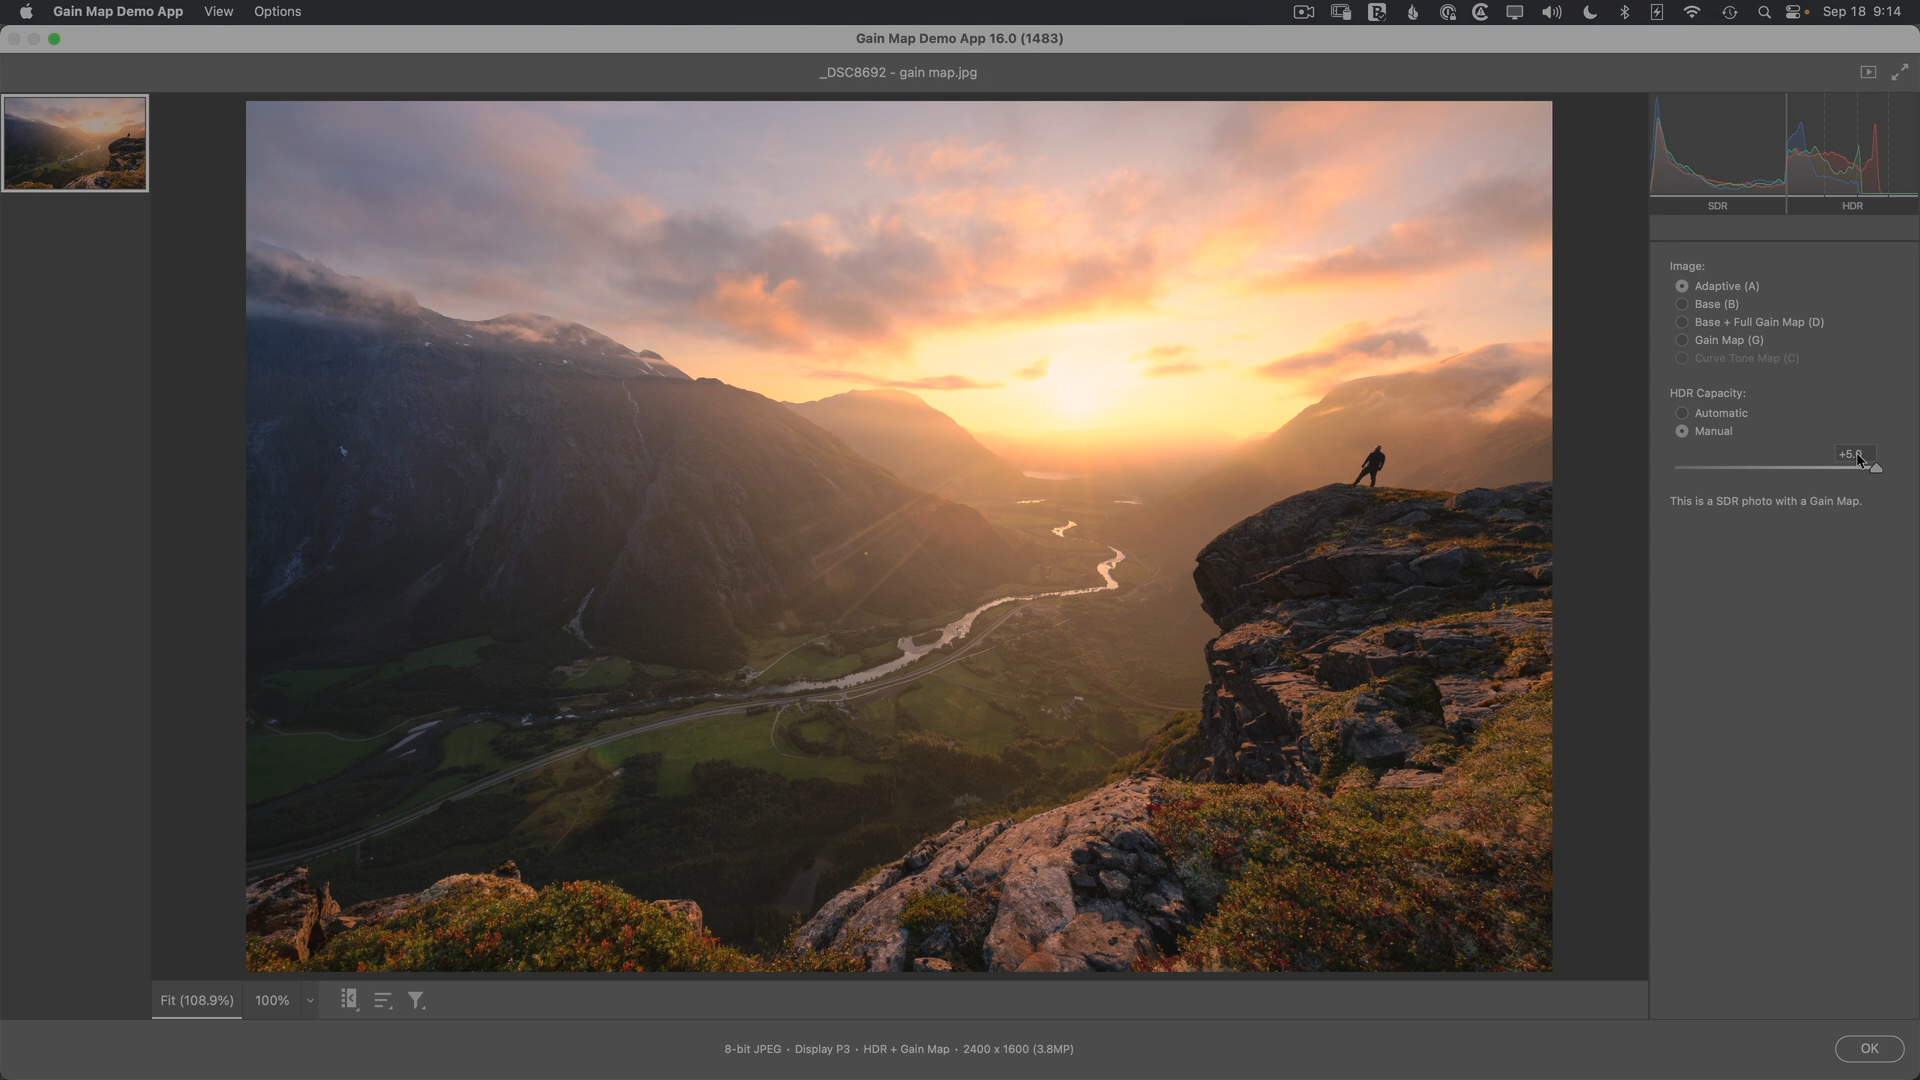 Gain Map Demo App View Options Sep 18 9:14
Gain Map Demo App 16.0 (1483)
_DSC8692 - gain map.jpg
SDR HDR
Image:
Adaptive (A)
Base (B)
Base + Full Gain Map (D)
Gain Map (G)
Curve Tone Map (C)
HDR Capacity:
Automatic
Manual
This is a SDR photo with a Gain Map.
Fit (108.9%) 100%
8-bit JPEG · Display P3 · HDR + Gain Map · 2400 x 1600 (3.8MP)
OK